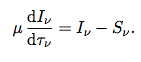 μ dI_ν/dτ_ν = I_ν − S_ν.